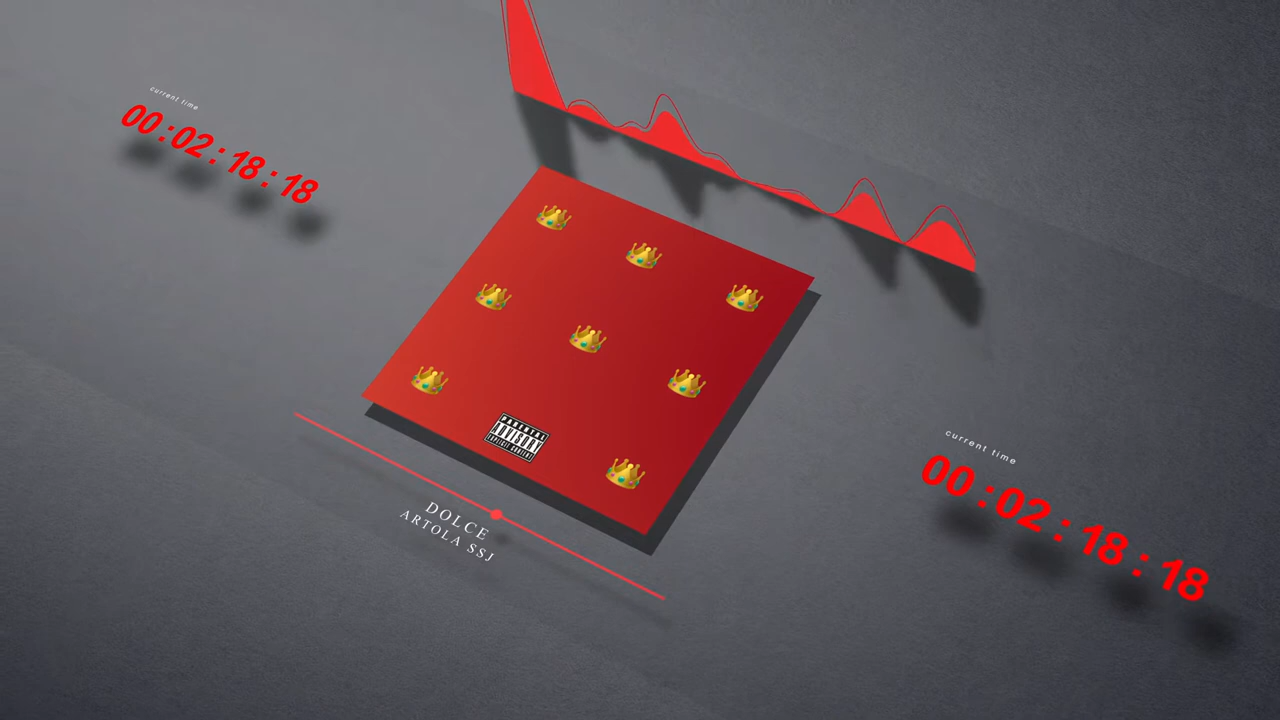 current time
00:02:18:18
PARENTAL
ADVISORY
EXPLICIT CONTENT
DOLCE
ARTOLA SSJ
current time
00:02:18:18